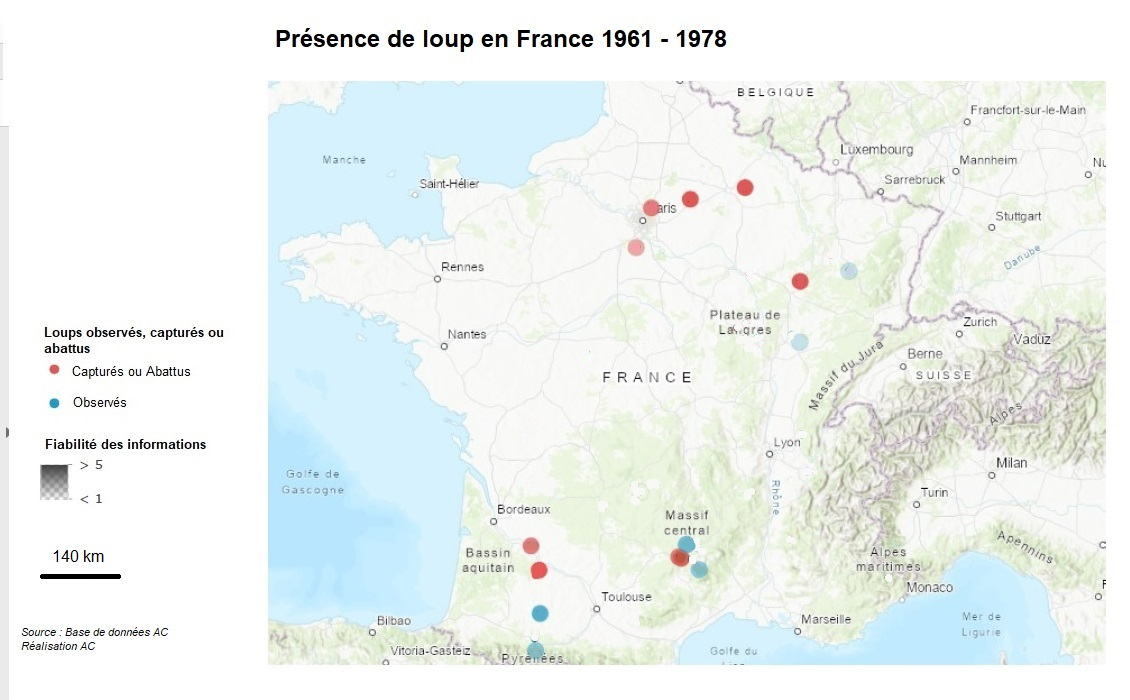 Présence de loup en France 1961 - 1978
BELGIQUE
Francfort-sur-le-Main
Manche
Luxembourg
Mannheim
Nu
Saint-Hélier
Sarrebruck
aris
Stuttgart
Danube
Rennes
Plateau de
Langres
Nantes
Zurich
Vaduz
Loups observés, capturés ou
abattus
Capturés ou Abattus
Observés
Massif du Jura
Berne
SUISSE
FRANCE
Alpes
Fiabilité des informations
> 5
< 1
Lyon
Milan
Golfe de
Gascogne
Rhône
Turin
Bordeaux
Massif
central
Bassin
aquitain
Apennins
Alpes
maritimes
140 km
Monaco
Toulouse
Bilbao
Marseille
Mer de
Ligurie
Source : Base de données AC
Réalisation AC
Vitoria-Gasteiz
Pyrénées
Golfe du